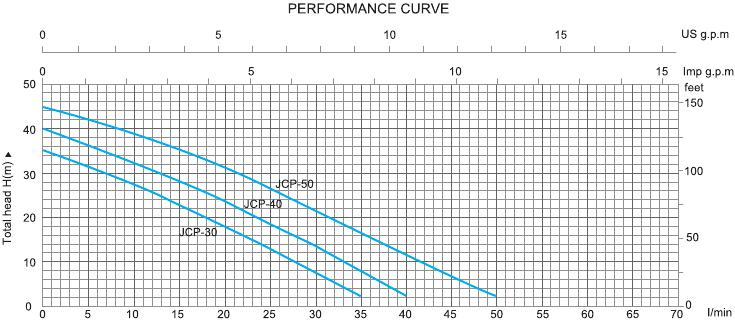 PERFORMANCE CURVE
0 5 10 15 US g.p.m
0 5 10 15 Imp g.p.m
feet
50
40
30
20
10
0
Total head H(m) ►
150
100
50
0
JCP-50
JCP-40
JCP-30
0 5 10 15 20 25 30 35 40 45 50 55 60 65 70 l/min